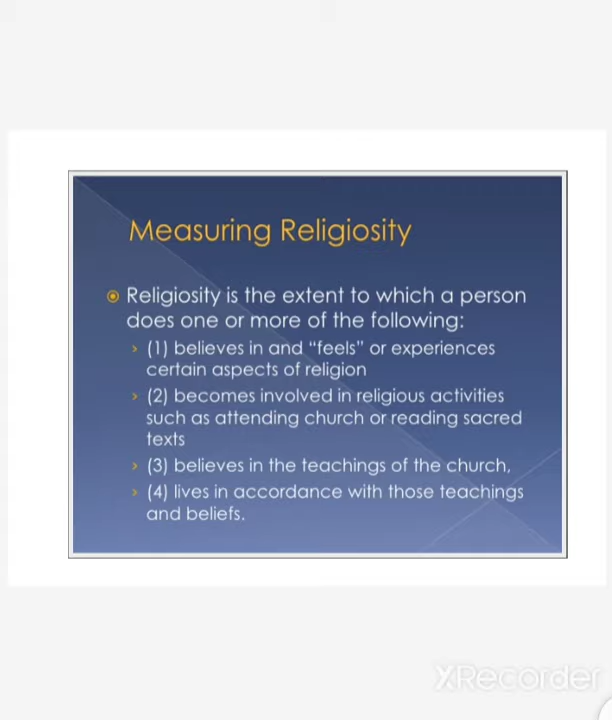 Measuring Religiosity
Religiosity is the extent to which a person
does one or more of the following:
(1) believes in and “feels” or experiences
certain aspects of religion
(2) becomes involved in religious activities
such as attending church or reading sacred
texts
(3) believes in the teachings of the church,
(4) lives in accordance with those teachings
and beliefs.
XRecorder